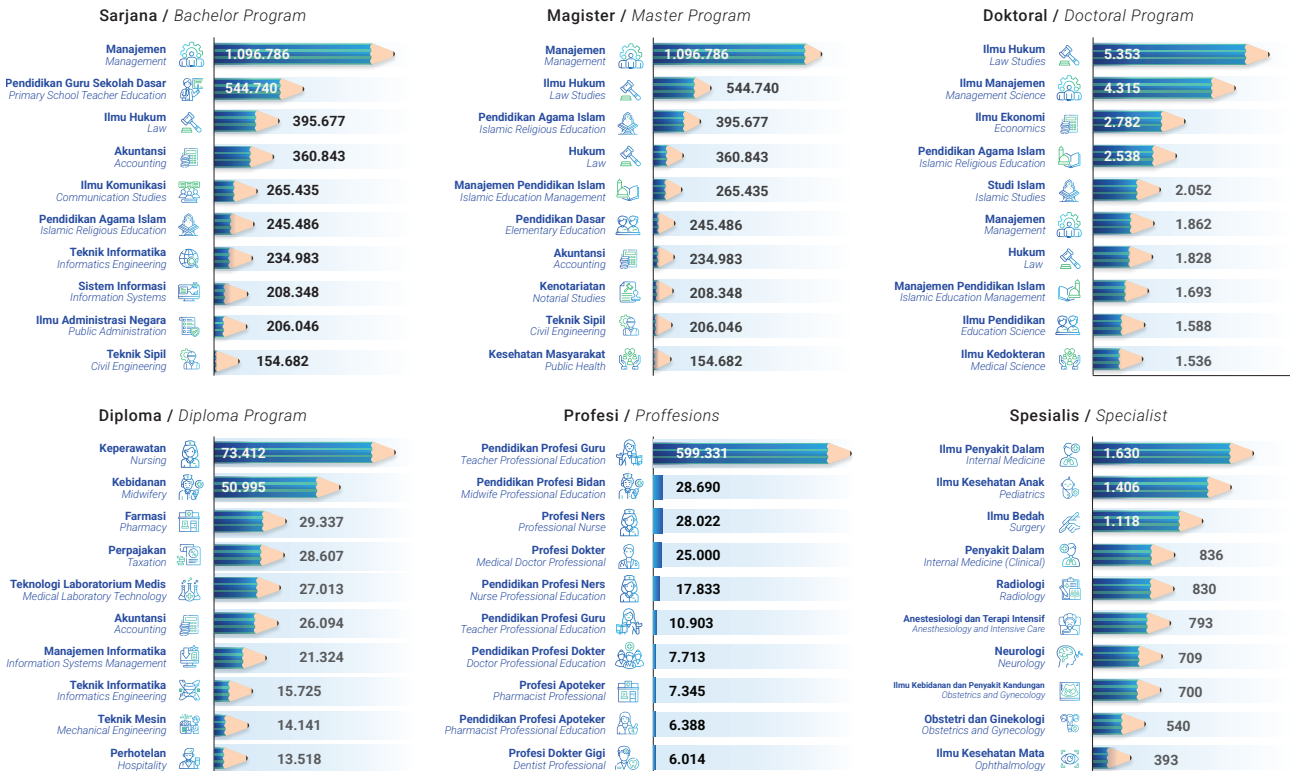 Sarjana / Bachelor Program
Manajemen
Management
1.096.786
Pendidikan Guru Sekolah Dasar
Primary School Teacher Education
544.740
Ilmu Hukum
Law
395.677
Akuntansi
Accounting
360.843
Ilmu Komunikasi
Communication Studies
265.435
Pendidikan Agama Islam
Islamic Religious Education
245.486
Teknik Informatika
Informatics Engineering
234.983
Sistem Informasi
Information Systems
208.348
Ilmu Administrasi Negara
Public Administration
206.046
Teknik Sipil
Civil Engineering
154.682
Magister / Master Program
Manajemen
Management
1.096.786
Ilmu Hukum
Law Studies
544.740
Pendidikan Agama Islam
Islamic Religious Education
395.677
Hukum
Law
360.843
Manajemen Pendidikan Islam
Islamic Education Management
265.435
Pendidikan Dasar
Elementary Education
245.486
Akuntansi
Accounting
234.983
Kenotariatan
Notarial Studies
208.348
Teknik Sipil
Civil Engineering
206.046
Kesehatan Masyarakat
Public Health
154.682
Doktoral / Doctoral Program
Ilmu Hukum
Law Studies
5.353
Ilmu Manajemen
Management Science
4.315
Ilmu Ekonomi
Economics
2.782
Pendidikan Agama Islam
Islamic Religious Education
2.538
Studi Islam
Islamic Studies
2.052
Manajemen
Management
1.862
Hukum
Law
1.828
Manajemen Pendidikan Islam
Islamic Education Management
1.693
Ilmu Pendidikan
Education Science
1.588
Ilmu Kedokteran
Medical Science
1.536
Diploma / Diploma Program
Keperawatan
Nursing
73.412
Kebidanan
Midwifery
50.995
Farmasi
Pharmacy
29.337
Perpajakan
Taxation
28.607
Teknologi Laboratorium Medis
Medical Laboratory Technology
27.013
Akuntansi
Accounting
26.094
Manajemen Informatika
Information Systems Management
21.324
Teknik Informatika
Informatics Engineering
15.725
Teknik Mesin
Mechanical Engineering
14.141
Perhotelan
Hospitality
13.518
Profesi / Proffesions
Pendidikan Profesi Guru
Teacher Professional Education
599.331
Pendidikan Profesi Bidan
Midwife Professional Education
28.690
Profesi Ners
Professional Nurse
28.022
Profesi Dokter
Medical Doctor Professional
25.000
Pendidikan Profesi Ners
Nurse Professional Education
17.833
Pendidikan Profesi Guru
Teacher Professional Education
10.903
Pendidikan Profesi Dokter
Doctor Professional Education
7.713
Profesi Apoteker
Pharmacist Professional
7.345
Pendidikan Profesi Apoteker
Pharmacist Professional Education
6.388
Profesi Dokter Gigi
Dentist Professional
6.014
Spesialis / Specialist
Ilmu Penyakit Dalam
Internal Medicine
1.630
Ilmu Kesehatan Anak
Pediatrics
1.406
Ilmu Bedah
Surgery
1.118
Penyakit Dalam
Internal Medicine (Clinical)
836
Radiologi
Radiology
830
Anestesiologi dan Terapi Intensif
Anesthesiology and Intensive Care
793
Neurologi
Neurology
709
Ilmu Kebidanan dan Penyakit Kandungan
Obstetrics and Gynecology
700
Obstetri dan Ginekologi
Obstetrics and Gynecology
540
Ilmu Kesehatan Mata
Ophthalmology
393